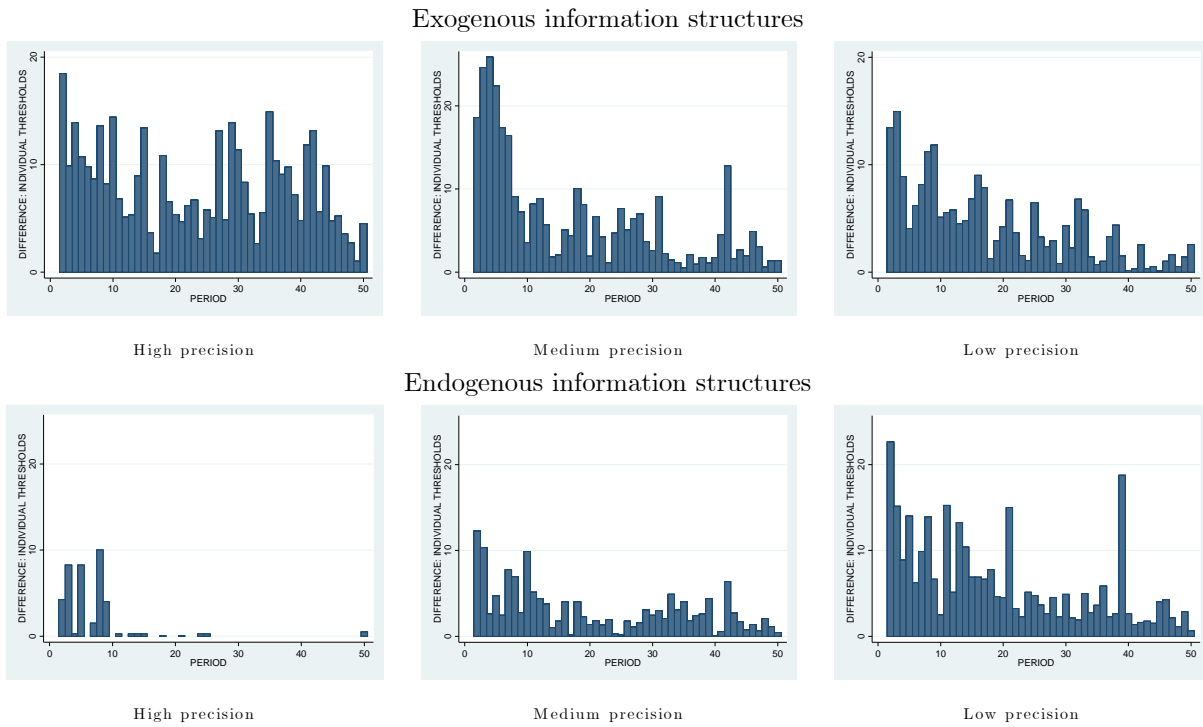 Exogenous information structures
DIFFERENCE: INDIVIDUAL THRESHOLDS
0 10 20
0 10 20 30 40 50
PERIOD
High precision
DIFFERENCE: INDIVIDUAL THRESHOLDS
0 10 20
0 10 20 30 40 50
PERIOD
Medium precision
DIFFERENCE: INDIVIDUAL THRESHOLDS
0 10 20
0 10 20 30 40 50
PERIOD
Low precision
Endogenous information structures
DIFFERENCE: INDIVIDUAL THRESHOLDS
0 10 20
0 10 20 30 40 50
PERIOD
High precision
DIFFERENCE: INDIVIDUAL THRESHOLDS
0 10 20
0 10 20 30 40 50
PERIOD
Medium precision
DIFFERENCE: INDIVIDUAL THRESHOLDS
0 10 20
0 10 20 30 40 50
PERIOD
Low precision